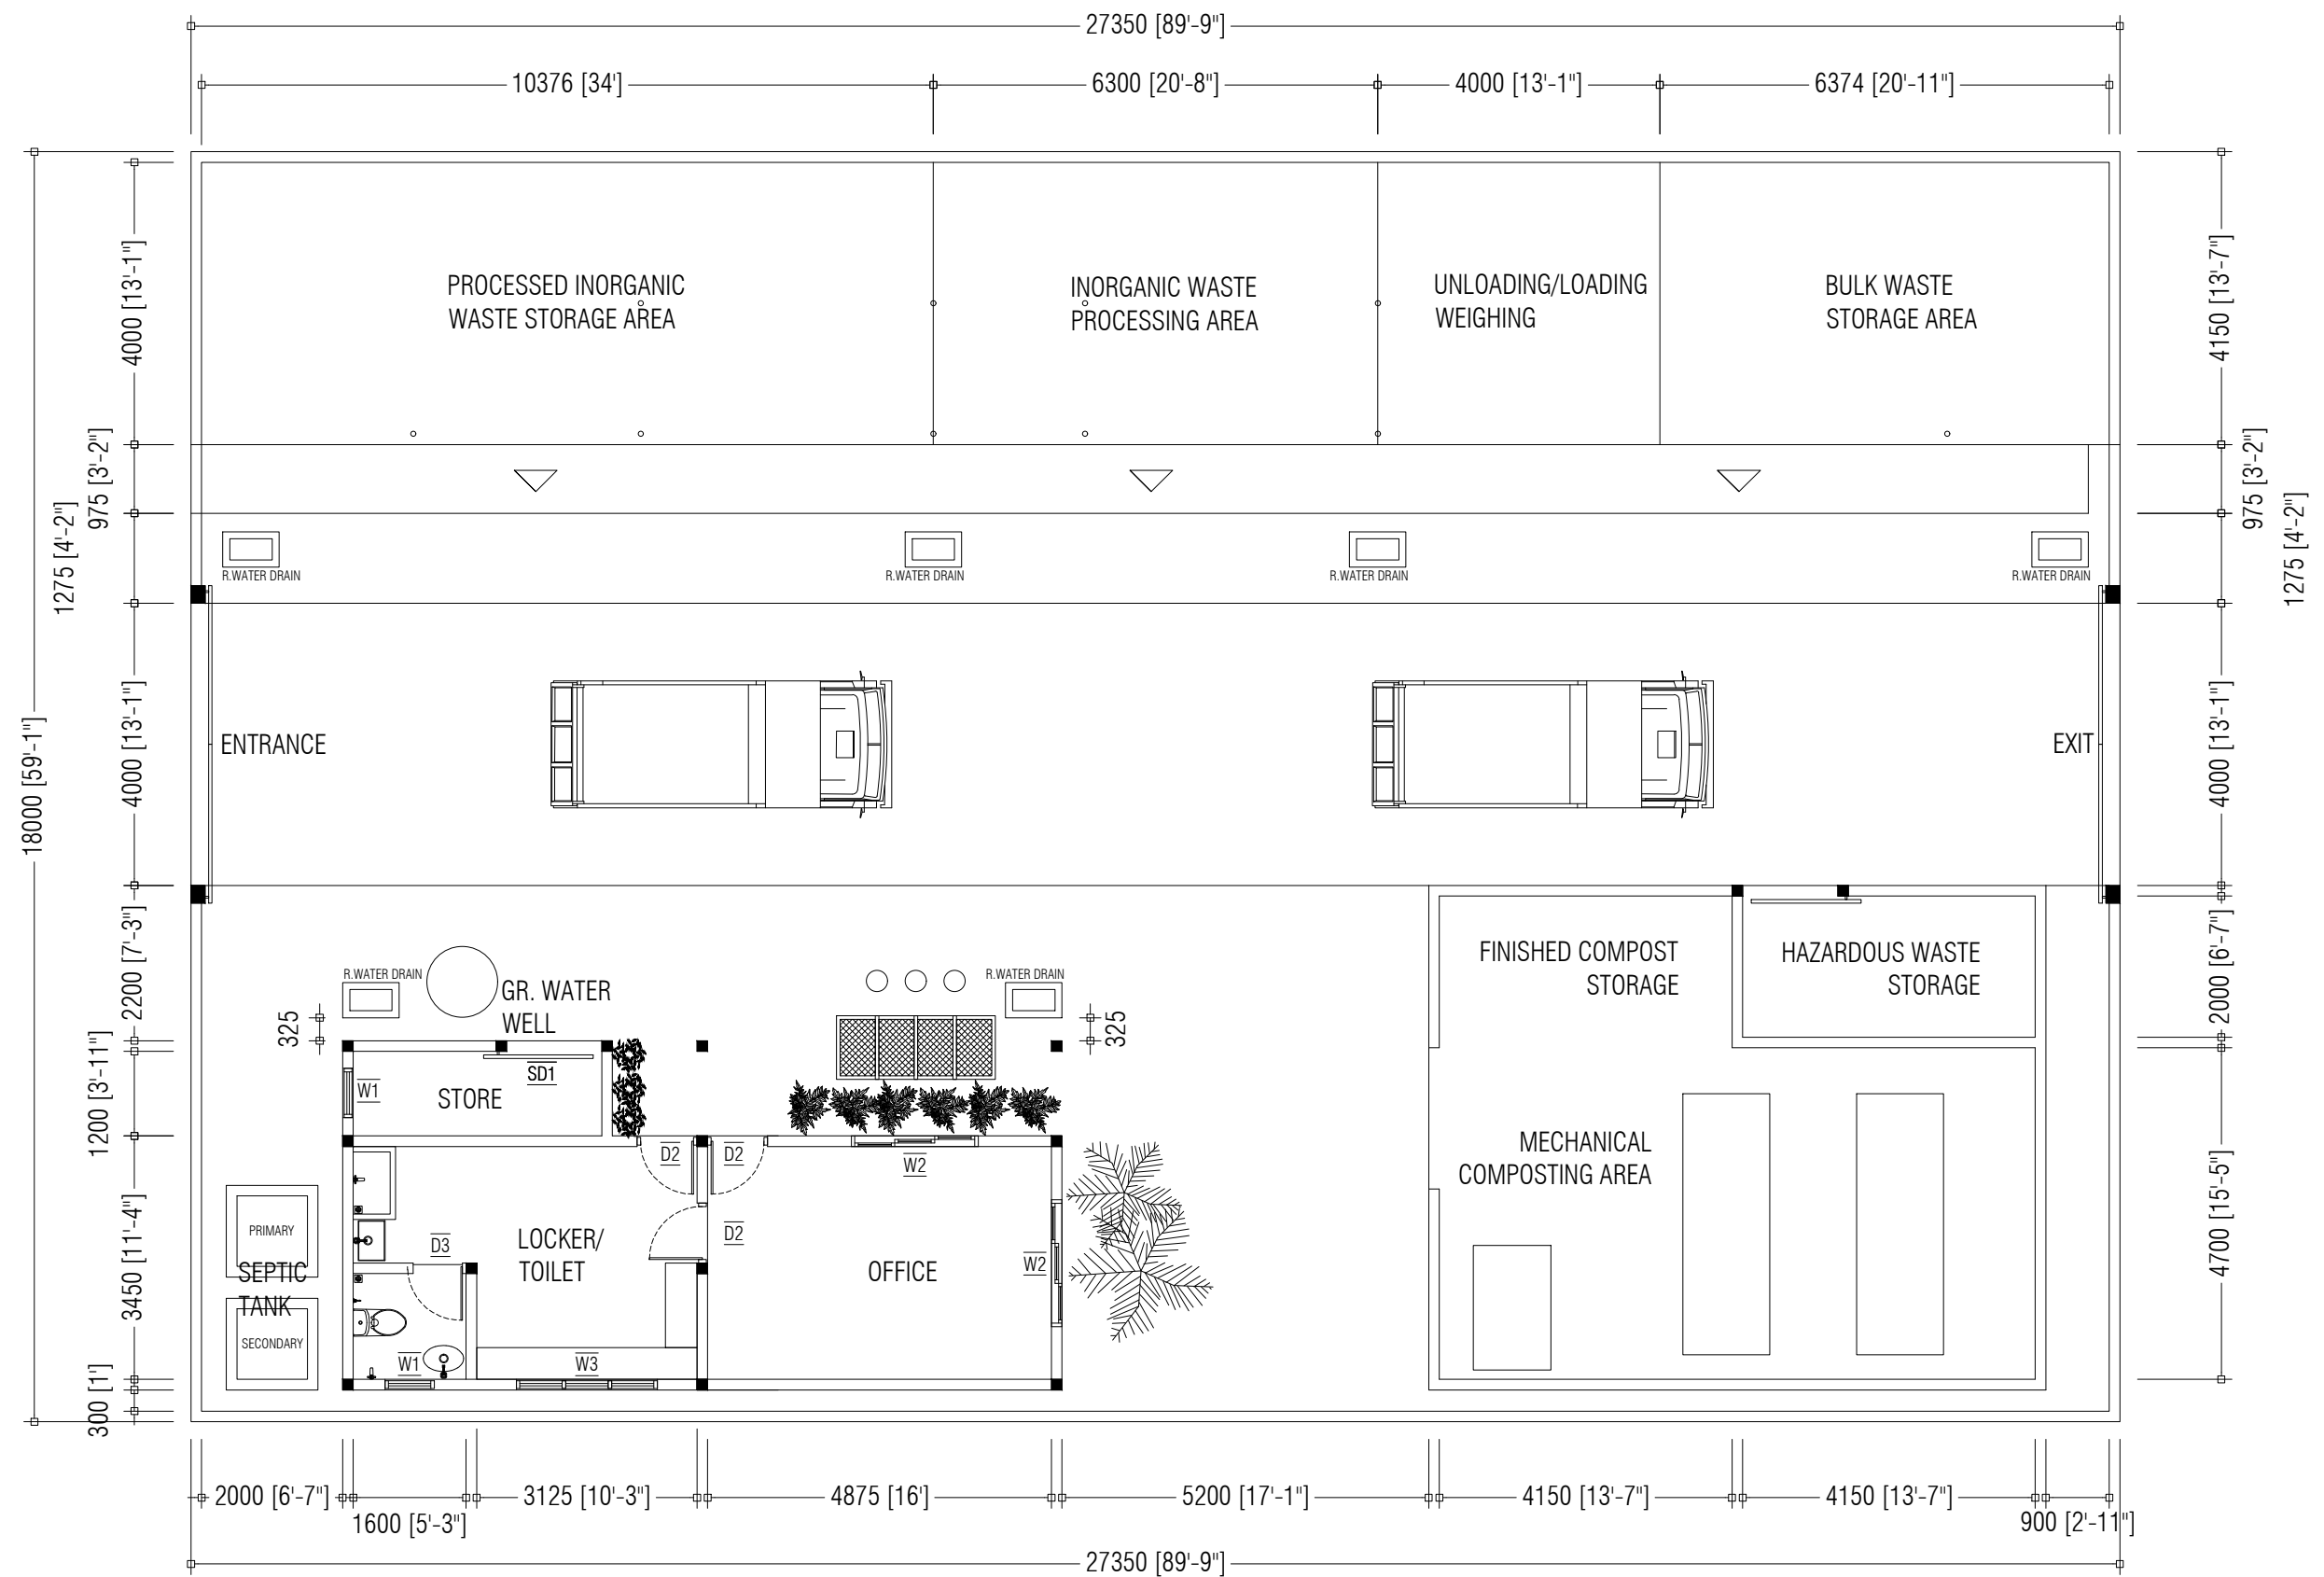 27350 [89'-9"]
10376 [34']
6300 [20'-8"]
4000 [13'-1"]
6374 [20'-11"]
18000 [59'-1"]
4000 [13'-1"]
975 [3'-2"]
1275 [4'-2"]
4000 [13'-1"]
2200 [7'-3"]
1200 [3'-11"]
3450 [11'-4"]
300 [1']
PROCESSED INORGANIC
WASTE STORAGE AREA
INORGANIC WASTE
PROCESSING AREA
UNLOADING/LOADING
WEIGHING
BULK WASTE
STORAGE AREA
R.WATER DRAIN
R.WATER DRAIN
R.WATER DRAIN
R.WATER DRAIN
ENTRANCE
EXIT
R.WATER DRAIN
GR. WATER
WELL
325
R.WATER DRAIN
325
FINISHED COMPOST
STORAGE
HAZARDOUS WASTE
STORAGE
W1
SD1
STORE
D2
D2
W2
MECHANICAL
COMPOSTING AREA
PRIMARY
SEPTIC
TANK
SECONDARY
D3
LOCKER/
TOILET
D2
OFFICE
W2
W1
W3
4150 [13'-7"]
975 [3'-2"]
1275 [4'-2"]
4000 [13'-1"]
2000 [6'-7"]
4700 [15'-5"]
2000 [6'-7"]
1600 [5'-3"]
3125 [10'-3"]
4875 [16']
5200 [17'-1"]
4150 [13'-7"]
4150 [13'-7"]
900 [2'-11"]
27350 [89'-9"]